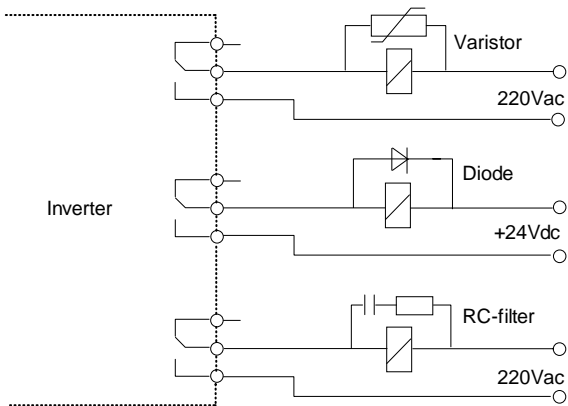 Varistor
220Vac
Diode
Inverter
+24Vdc
RC-filter
220Vac